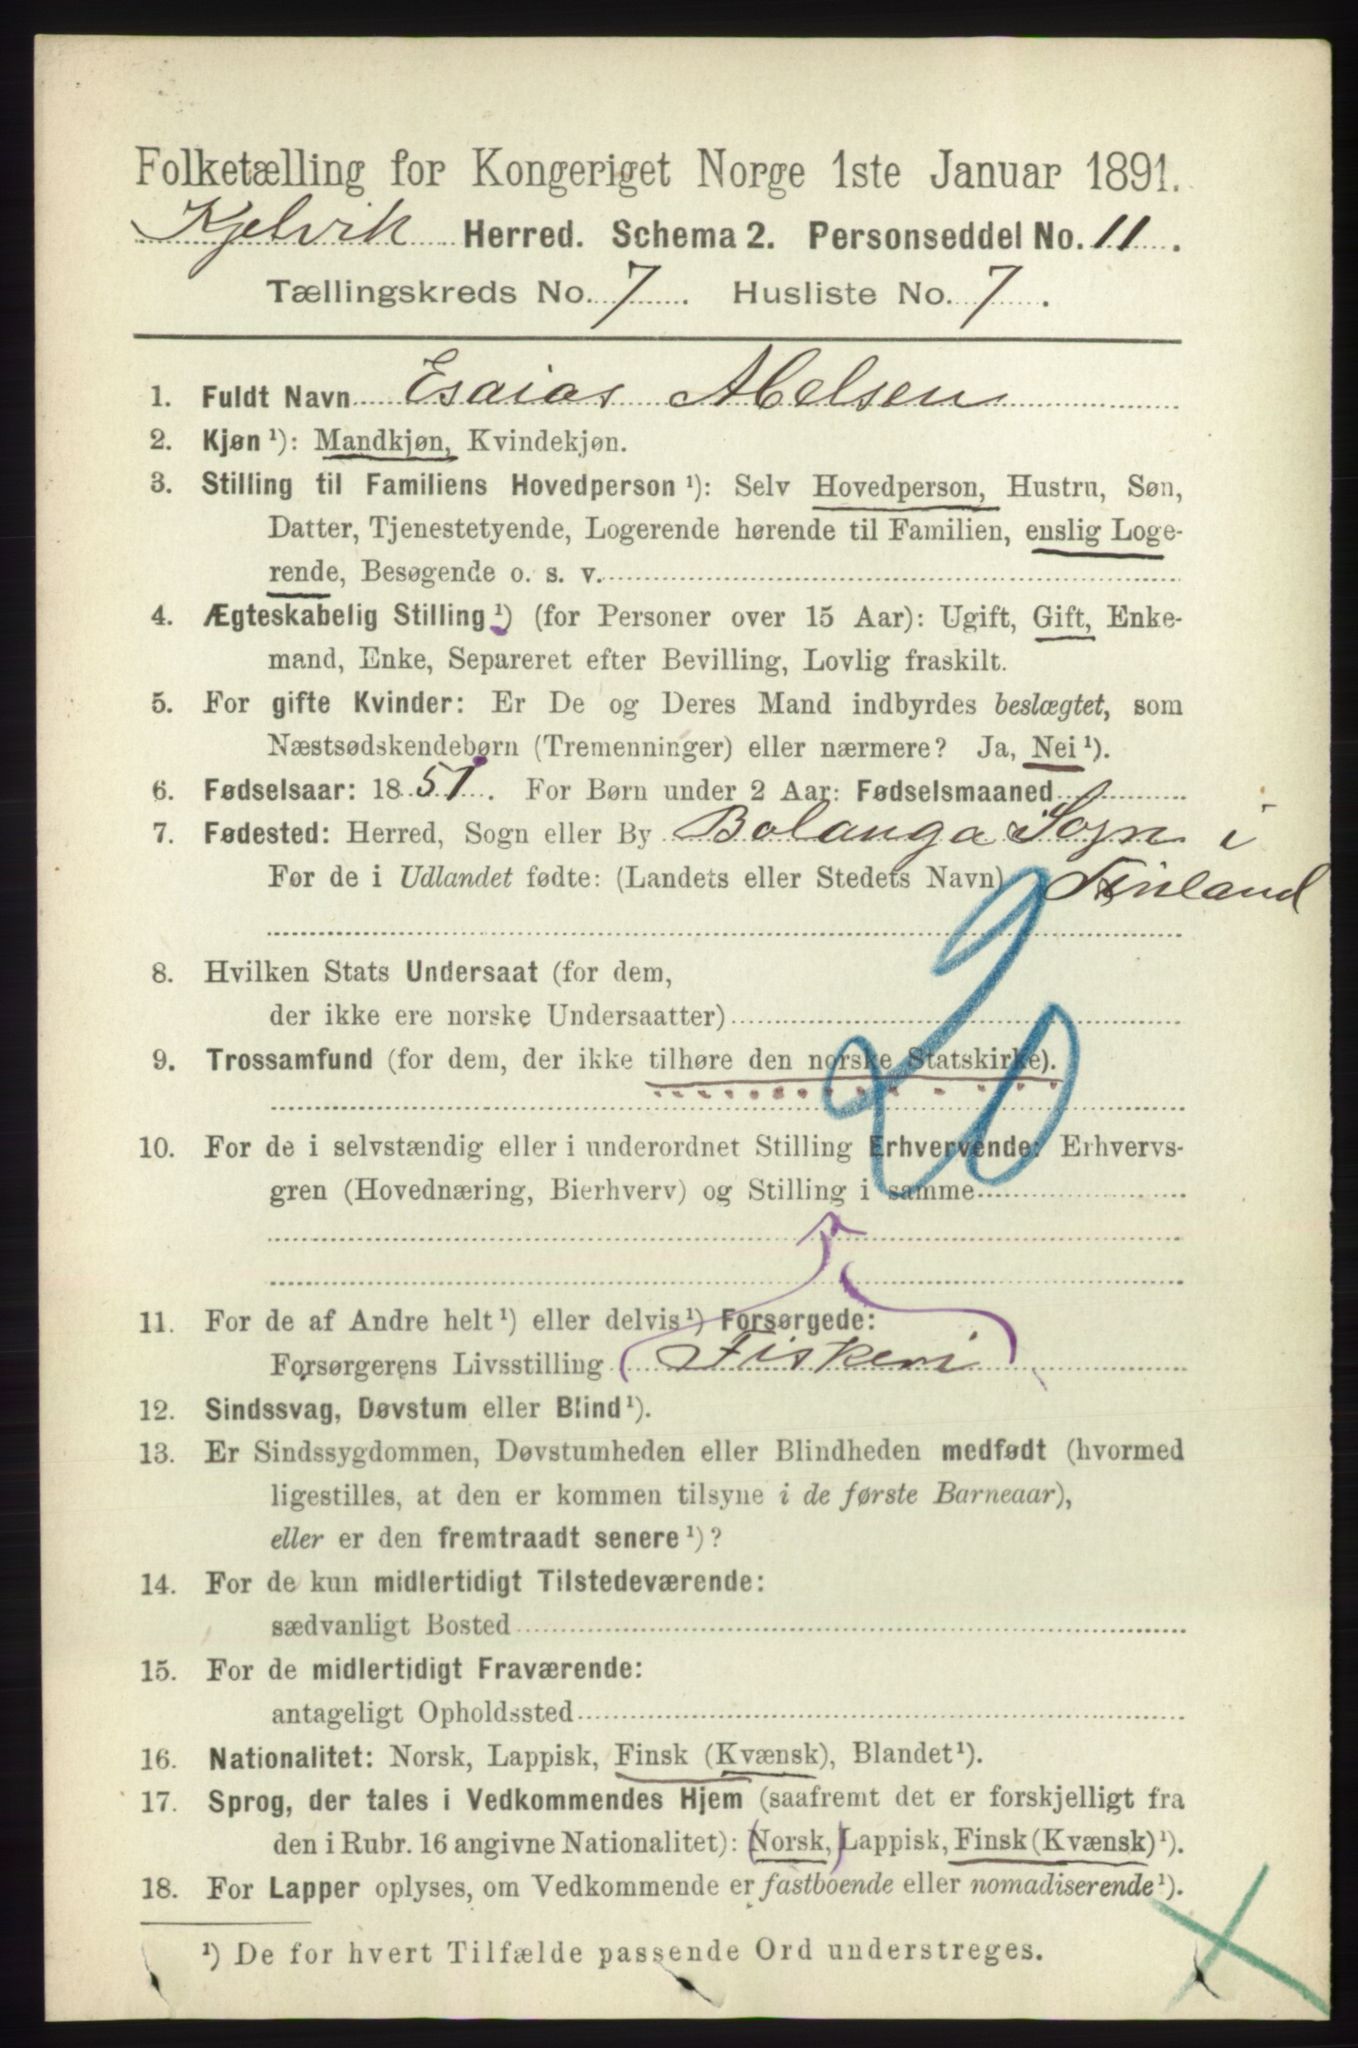 Folketælling for Kongeriget Norge 1ste Januar 1891.
Kjelvik Herred. Schema 2. Personseddel No. 11.
Tællingskreds No. 7. Husliste No. 7.
1. Fuldt Navn Esaias Abelsen
2. Kjøn ¹): Mandkjøn, Kvindekjøn.
3. Stilling til Familiens Hovedperson ¹): Selv Hovedperson, Hustru, Søn,
Datter, Tjenestetyende, Logerende hørende til Familien, enslig Loge-
rende, Besøgende o. s. v.
4. Ægteskabelig Stilling ¹) (for Personer over 15 Aar): Ugift, Gift, Enke-
mand, Enke, Separeret efter Bevilling, Lovlig fraskilt.
5. For gifte Kvinder: Er De og Deres Mand indbyrdes beslægtet, som
Næstsødskendebørn (Tremenninger) eller nærmere? Ja, Nei ¹).
6. Fødselsaar: 1851. For Børn under 2 Aar: Fødselsmaaned
7. Fødested: Herred, Sogn eller By Bolanga Sogn i
Før de i Udlandet fødte: (Landets eller Stedets Navn) Finland
8. Hvilken Stats Undersaat (for dem,
der ikke ere norske Undersaatter)
20
9. Trossamfund (for dem, der ikke tilhøre den norske Statskirke).
10. For de i selvstændig eller i underordnet Stilling Erhvervende: Erhvervs-
gren (Hovednæring, Bierhverv) og Stilling i samme
11. For de af Andre helt ¹) eller delvis ¹) Forsørgede:
Forsørgerens Livsstilling Fiskeri
12. Sindssvag, Døvstum eller Blind ¹).
13. Er Sindssygdommen, Døvstumheden eller Blindheden medfødt (hvormed
ligestilles, at den er kommen tilsyne i de første Barneaar),
eller er den fremtraadt senere ¹)?
14. For de kun midlertidigt Tilstedeværende:
sædvanligt Bosted
15. For de midlertidigt Fraværende:
antageligt Opholdssted
16. Nationalitet: Norsk, Lappisk, Finsk (Kvænsk), Blandet ¹).
17. Sprog, der tales i Vedkommendes Hjem (saafremt det er forskjelligt fra
den i Rubr. 16 angivne Nationalitet): (Norsk,) Lappisk, Finsk (Kvænsk) ¹).
18. For Lapper oplyses, om Vedkommende er fastboende eller nomadiserende ¹).
¹) De for hvert Tilfælde passende Ord understreges.